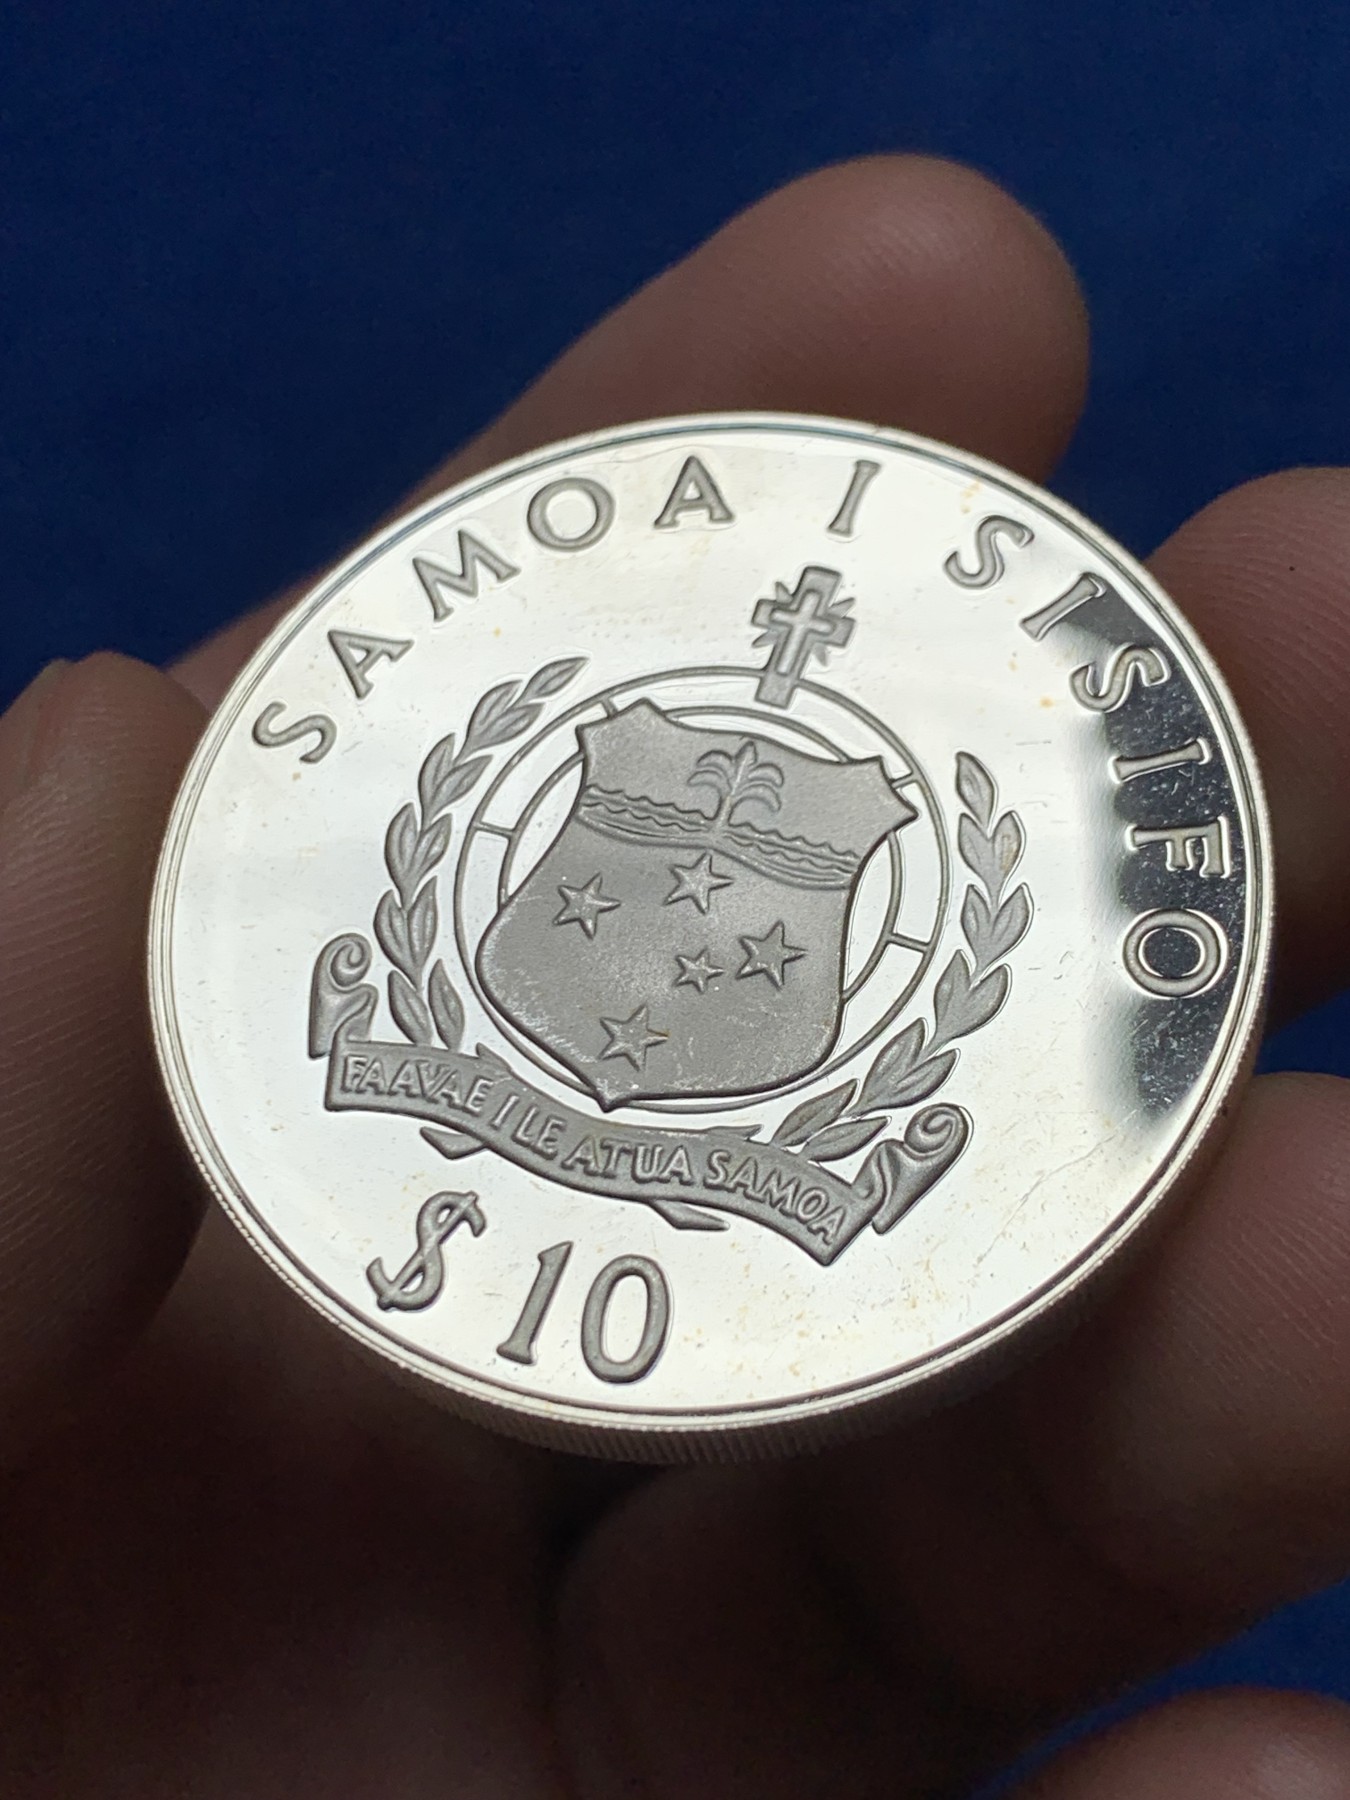 SAMOA I SISIFO
FAAVAE I LE ATUA SAMOA
$10